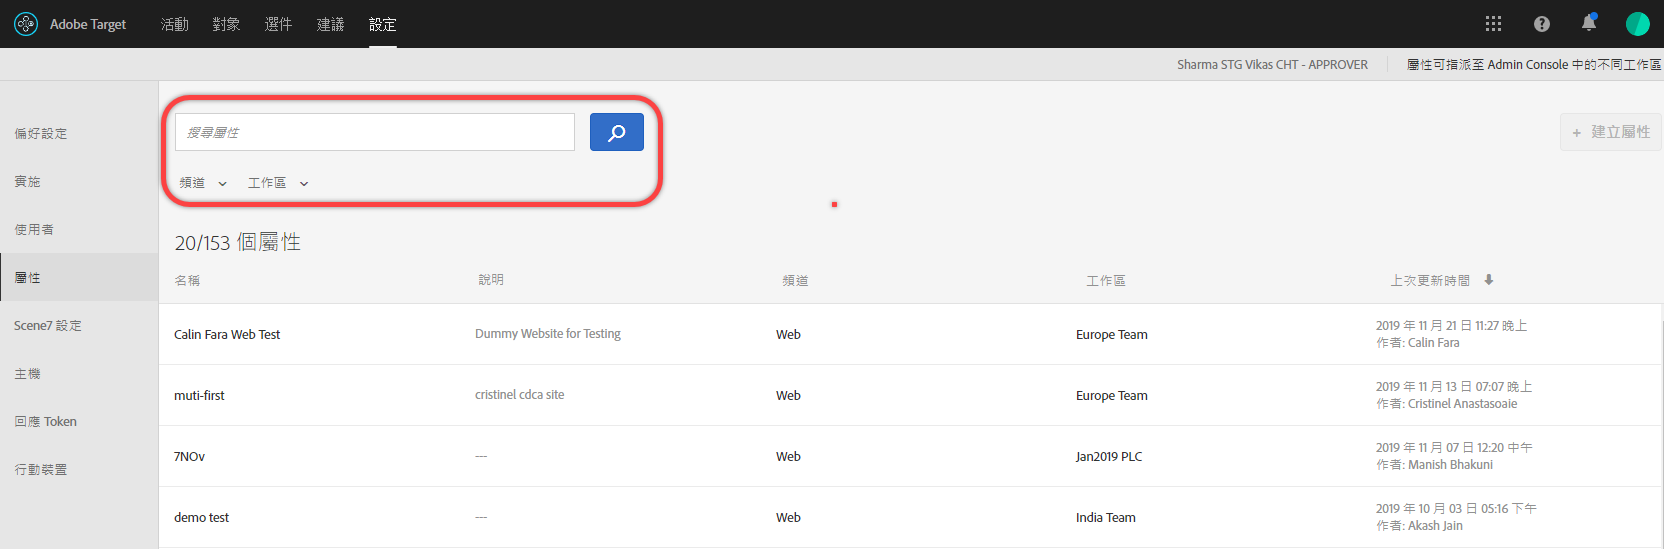 Adobe Target 活動 對象 選件 建議 設定
Sharma STG Vikas CHT - APPROVER 屬性可指派至 Admin Console 中的不同工作區
偏好設定
實施
使用者
屬性
Scene7 設定
主機
回應 Token
行動裝置
搜尋屬性
+ 建立屬性
頻道 工作區
20/153 個屬性
名稱 說明 頻道 工作區 上次更新時間
Calin Fara Web Test Dummy Website for Testing Web Europe Team 2019 年 11 月 21 日 11:27 晚上
作者: Calin Fara
muti-first cristinel cdca site Web Europe Team 2019 年 11 月 13 日 07:07 晚上
作者: Cristinel Anastasoaie
7NOv --- Web Jan2019 PLC 2019 年 11 月 07 日 12:20 中午
作者: Manish Bhakuni
demo test --- Web India Team 2019 年 10 月 03 日 05:16 下午
作者: Akash Jain